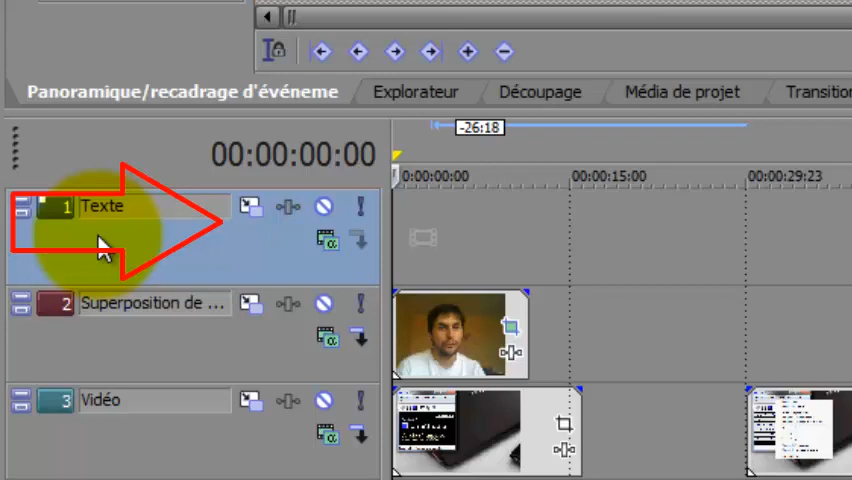 Panoramique/recadrage d'événeme
Explorateur
Découpage
Média de projet
Transition
-26:18
00:00:00:00
0:00:00:00
00:00:15:00
00:00:29:23
1 Texte
2 Superposition de ...
3 Vidéo